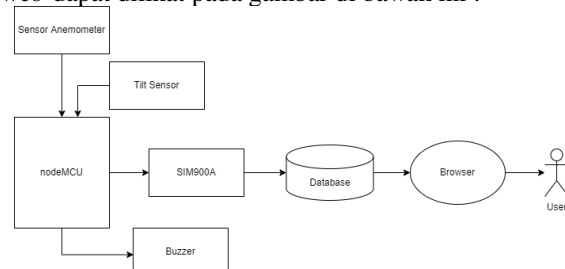 web dapat dilihat pada gambar di bawah ini :
Sensor Anemometer
Tilt Sensor
nodeMCU
SIM900A
Database
Browser
User
Buzzer